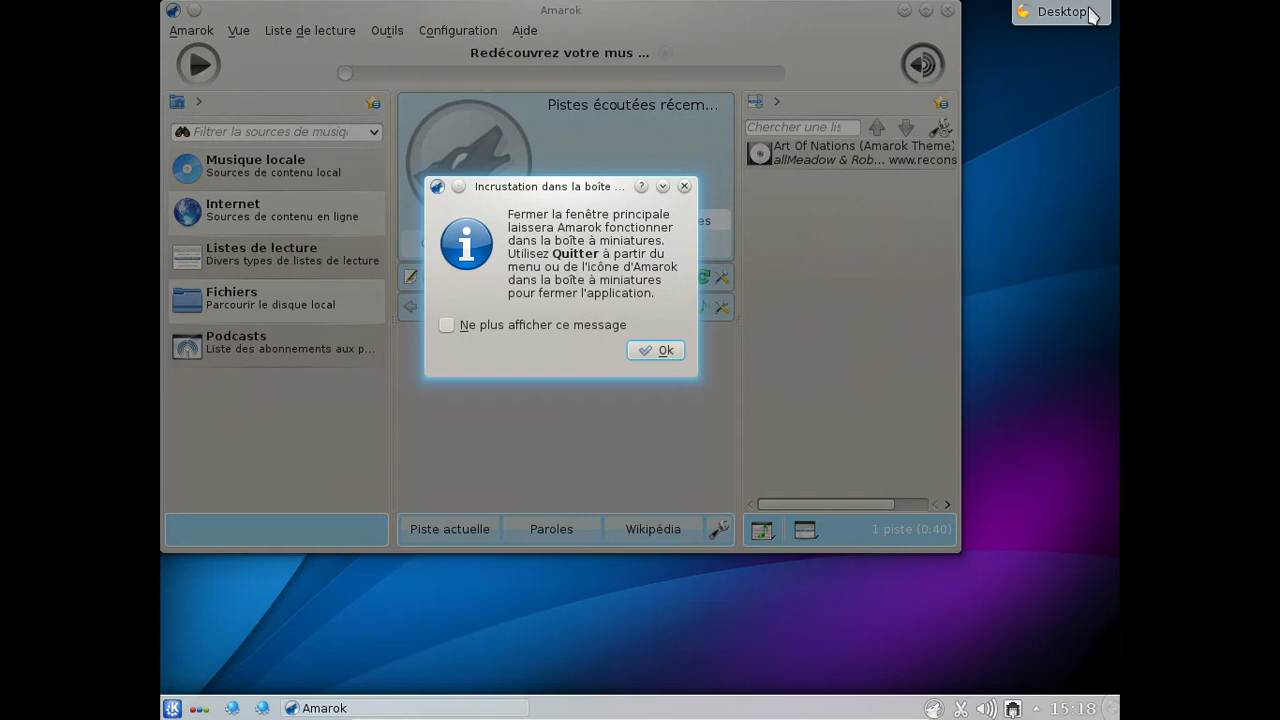 Amarok
Desktop
Amarok Vue Liste de lecture Outils Configuration Aide
Redécouvrez votre mus ...
Pistes écoutées récem...
Filtrer la sources de musiq
Chercher une lis
Musique locale
Sources de contenu local
Internet
Sources de contenu en ligne
Listes de lecture
Divers types de listes de lecture
Fichiers
Parcourir le disque local
Podcasts
Liste des abonnements aux p...
Art Of Nations (Amarok Theme)
allMeadow & Rob... www.recons
Incrustation dans la boîte ...
Fermer la fenêtre principale
laissera Amarok fonctionner
dans la boîte à miniatures.
Utilisez Quitter à partir du
menu ou de l'icône d'Amarok
dans la boîte à miniatures
pour fermer l'application.
Ne plus afficher ce message
Ok
Piste actuelle Paroles Wikipédia
1 piste (0:40)
Amarok
15:18